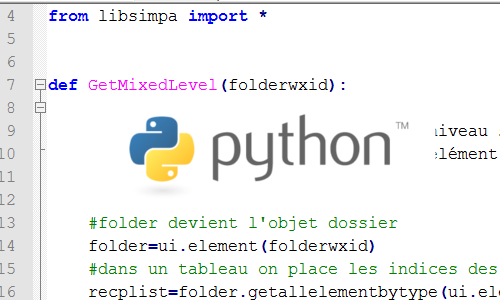 4 from libsimpa import *
5
6
7 def GetMixedLevel(folderwxid):
8
9 niveau
10 elément
11 python™
12
13 #folder devient l'objet dossier
14 folder=ui.element(folderwxid)
15 #dans un tableau on place les indices des
16 recplist=folder.getallelementbytype(ui.ele